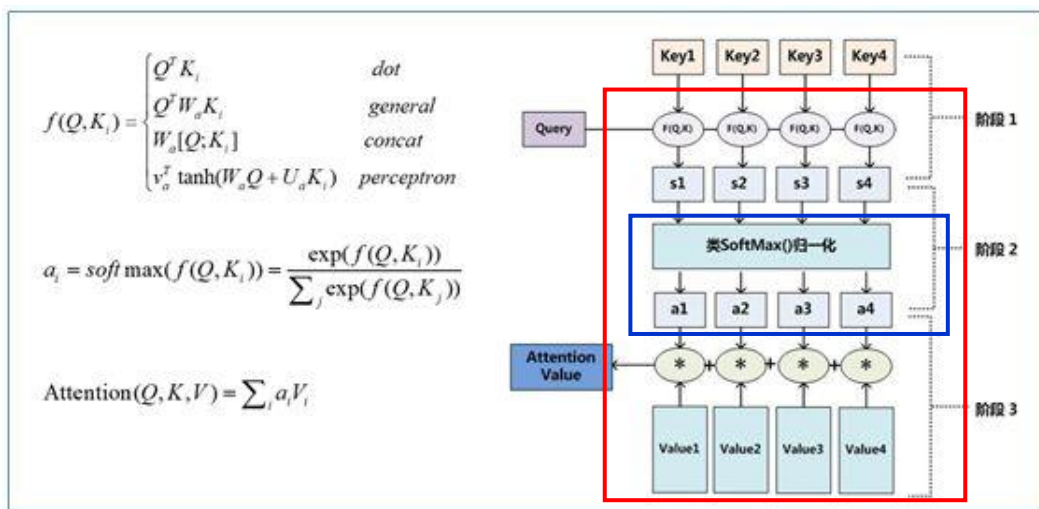 f(Q,K_i) = { Q^T K_i dot
Q^T W_a K_i general
W_a[Q;K_i] concat
v_a^T tanh(W_a Q + U_a K_i) perceptron
a_i = soft max(f(Q,K_i)) = exp(f(Q,K_i)) / ∑_j exp(f(Q,K_j))
Attention(Q,K,V) = ∑_i a_i V_i
Key1 Key2 Key3 Key4
阶段 1
Query F(Q,K) F(Q,K) F(Q,K) F(Q,K)
s1 s2 s3 s4
类SoftMax()归一化
阶段 2
a1 a2 a3 a4
Attention
Value
* + * + * + *
阶段 3
Value1 Value2 Value3 Value4